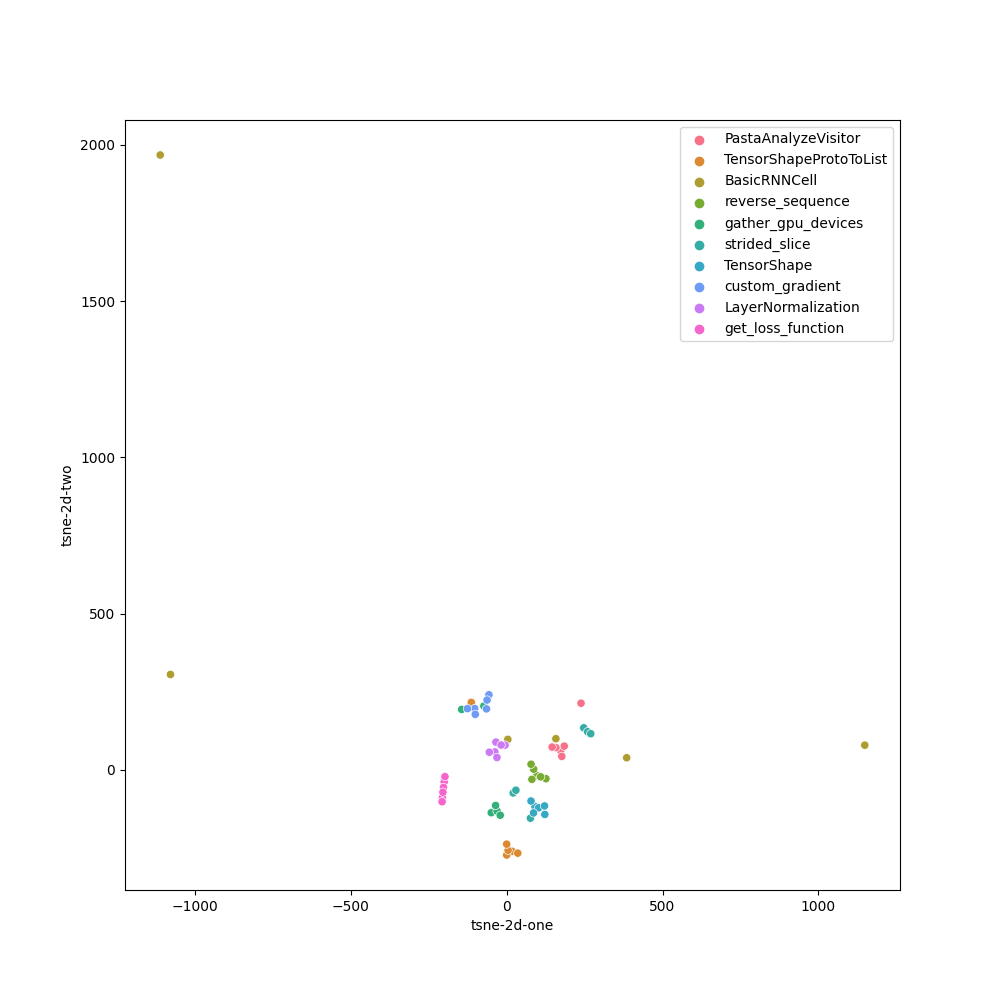 2000
1500
1000
500
0
tsne-2d-two
PastaAnalyzeVisitor
TensorShapeProtoToList
BasicRNNCell
reverse_sequence
gather_gpu_devices
strided_slice
TensorShape
custom_gradient
LayerNormalization
get_loss_function
−1000
−500
0
500
1000
tsne-2d-one